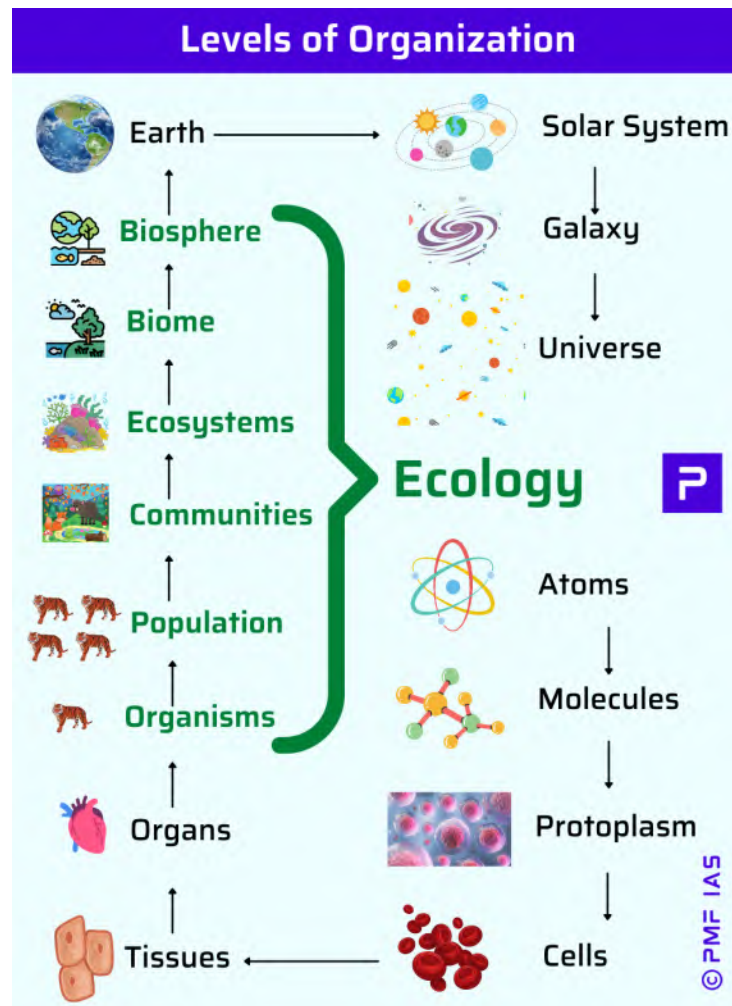 Levels of Organization
Earth
Solar System
Biosphere
Galaxy
Biome
Universe
Ecosystems
Ecology
P
Communities
Atoms
Population
Molecules
Organisms
Organs
Protoplasm
Tissues
Cells
© PMF IAS